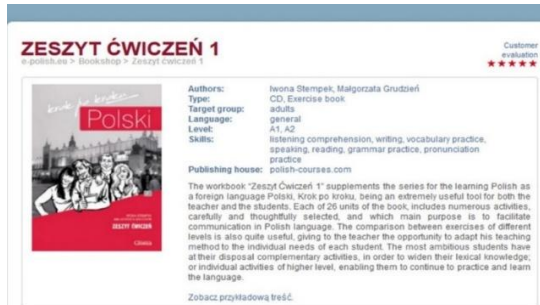 ZESZYT ĆWICZEŃ 1
e-polish.eu > Bookshop > Zeszyt ćwiczeń 1
Customer
evaluation
krok po kroku
Polski
ZESZYT ĆWICZEŃ
Authors: Iwona Stempek, Małgorzata Grudzień
Type: CD, Exercise book
Target group: adults
Language: general
Level: A1, A2
Skills: listening comprehension, writing, vocabulary practice,
speaking, reading, grammar practice, pronunciation
practice
Publishing house: polish-courses.com
The workbook "Zeszyt Ćwiczeń 1" supplements the series for the learning Polish as
a foreign language Polski, Krok po kroku, being an extremely useful tool for both the
teacher and the students. Each of 26 units of the book, includes numerous activities,
carefully and thoughtfully selected, and which main purpose is to facilitate
communication in Polish language. The comparison between exercises of different
levels is also quite useful, giving to the teacher the opportunity to adapt his teaching
method to the individual needs of each student. The most ambitious students have
at their disposal complementary activities, in order to widen their lexical knowledge;
or individual activities of higher level, enabling them to continue to practice and learn
the language.
Zobacz przykładową treść.